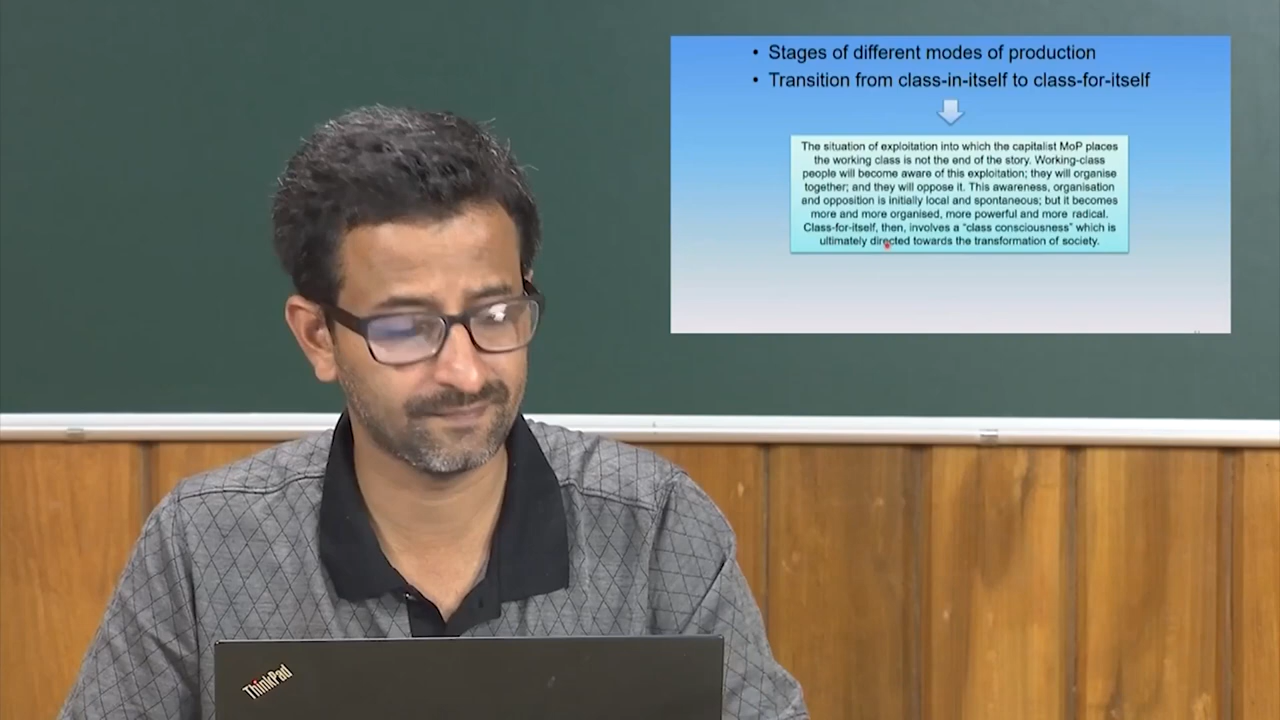 • Stages of different modes of production
• Transition from class-in-itself to class-for-itself
The situation of exploitation into which the capitalist MoP places
the working class is not the end of the story. Working-class
people will become aware of this exploitation; they will organise
together; and they will oppose it. This awareness, organisation
and opposition is initially local and spontaneous; but it becomes
more and more organised, more powerful and more radical.
Class-for-itself, then, involves a “class consciousness” which is
ultimately directed towards the transformation of society.
ThinkPad